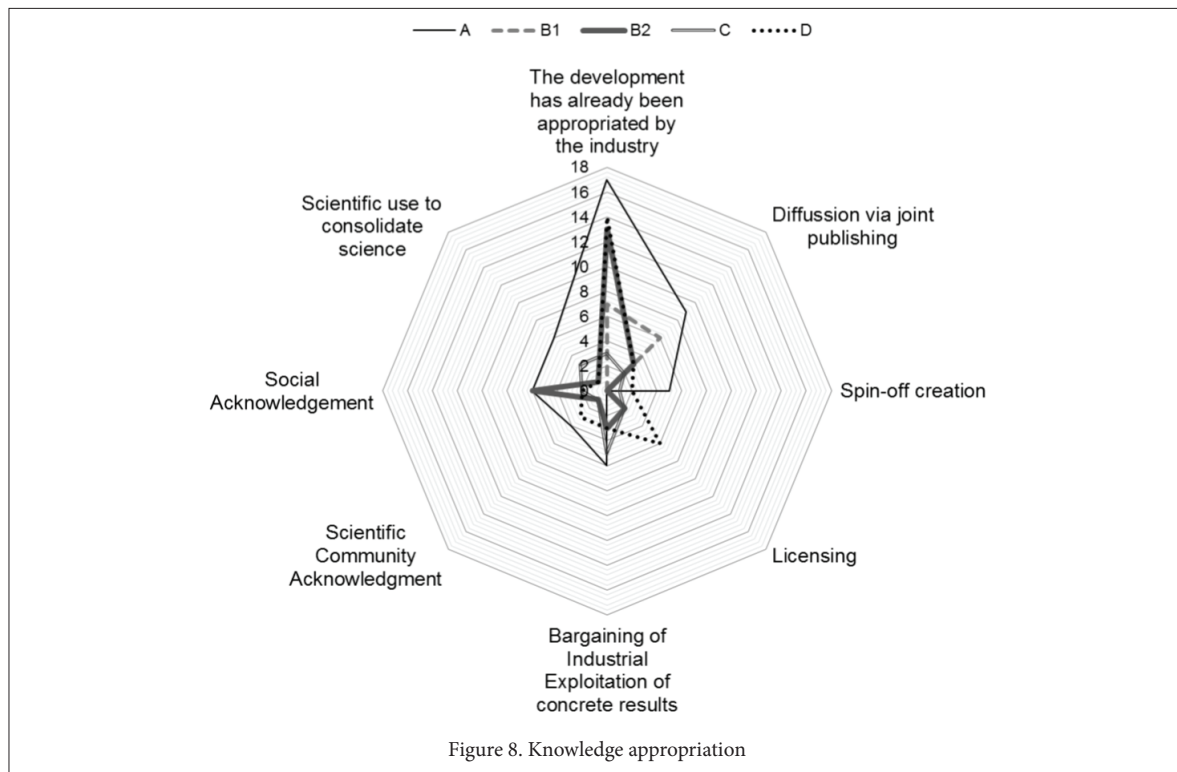 A B1 B2 C D
The development
has already been
appropriated by
the industry
18
16
14
12
10
8
6
4
2
0
Diffussion via joint
publishing
Spin-off creation
Licensing
Bargaining of
Industrial
Exploitation of
concrete results
Scientific
Community
Acknowledgment
Social
Acknowledgement
Scientific use to
consolidate
science
Figure 8. Knowledge appropriation